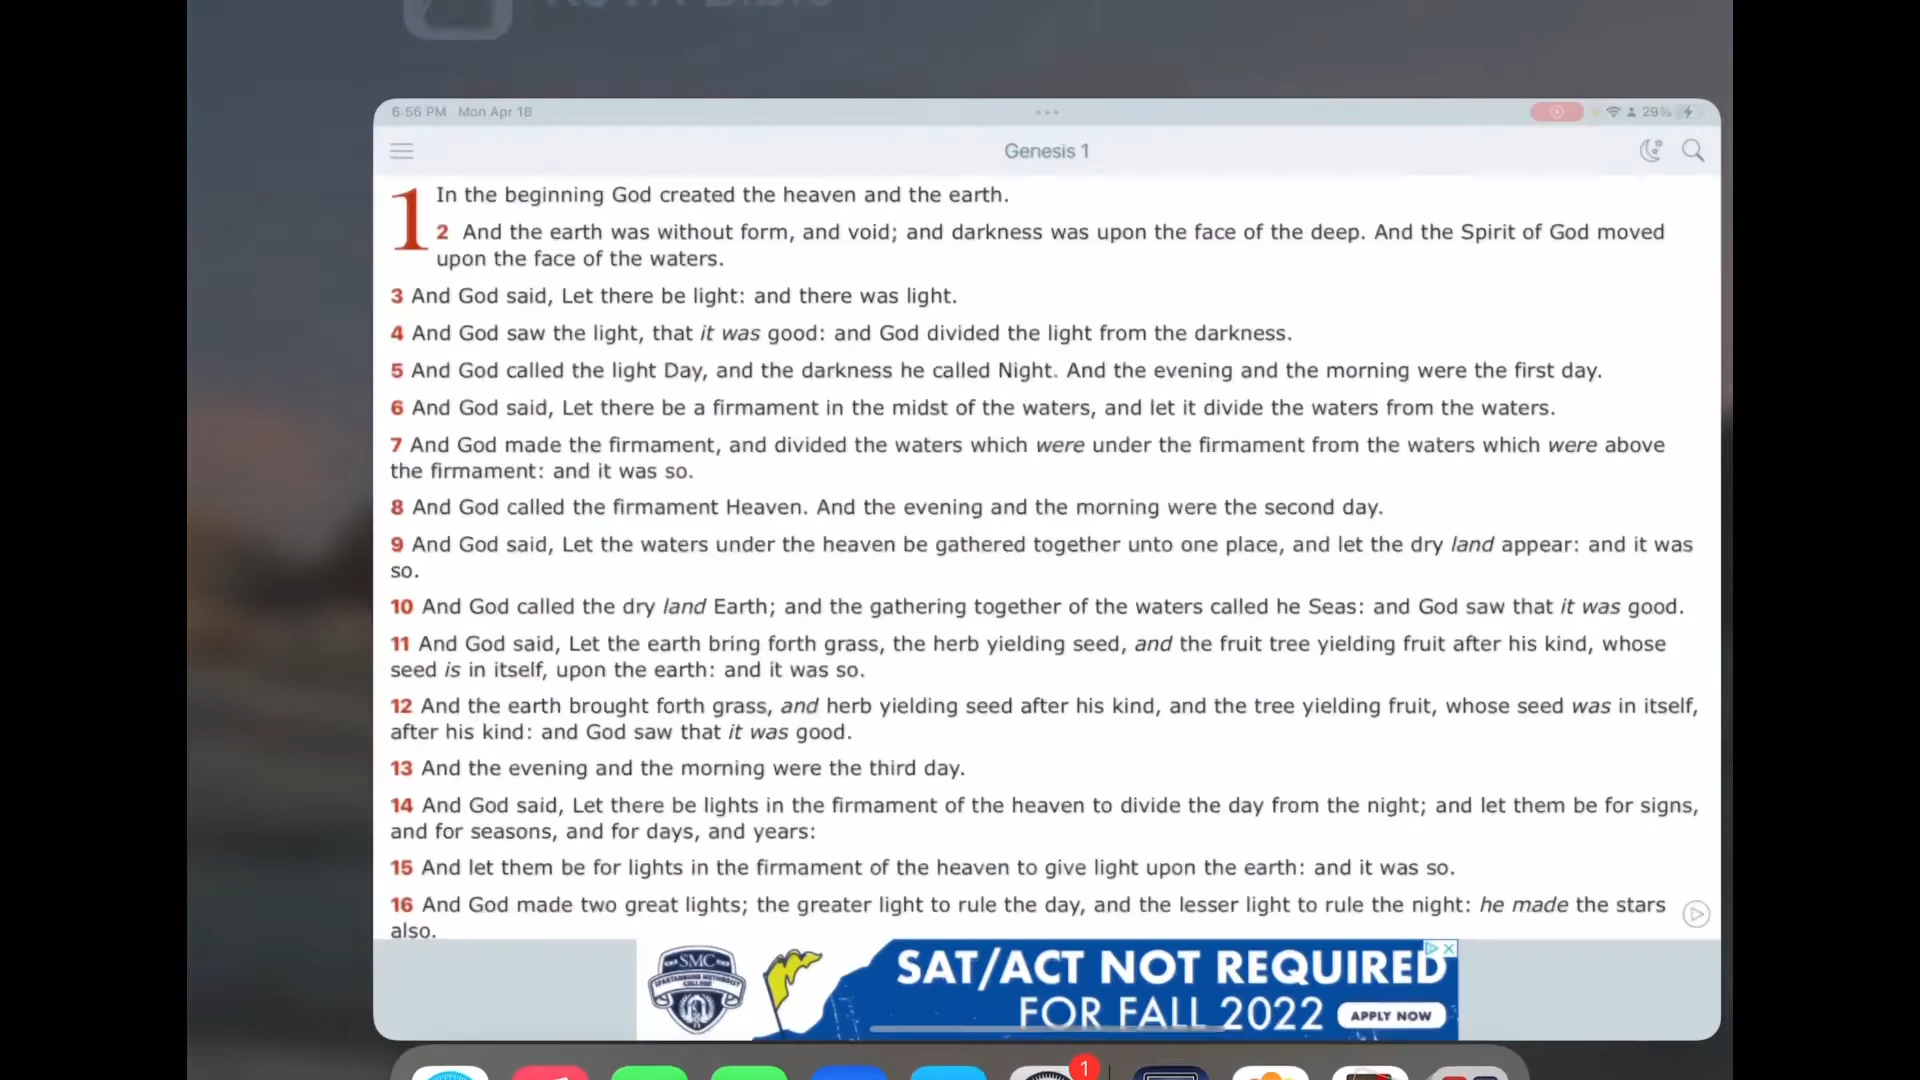 6:56 PM Mon Apr 18
29%
Genesis 1
1 In the beginning God created the heaven and the earth.
2 And the earth was without form, and void; and darkness was upon the face of the deep. And the Spirit of God moved
upon the face of the waters.
3 And God said, Let there be light: and there was light.
4 And God saw the light, that it was good: and God divided the light from the darkness.
5 And God called the light Day, and the darkness he called Night. And the evening and the morning were the first day.
6 And God said, Let there be a firmament in the midst of the waters, and let it divide the waters from the waters.
7 And God made the firmament, and divided the waters which were under the firmament from the waters which were above
the firmament: and it was so.
8 And God called the firmament Heaven. And the evening and the morning were the second day.
9 And God said, Let the waters under the heaven be gathered together unto one place, and let the dry land appear: and it was
so.
10 And God called the dry land Earth; and the gathering together of the waters called he Seas: and God saw that it was good.
11 And God said, Let the earth bring forth grass, the herb yielding seed, and the fruit tree yielding fruit after his kind, whose
seed is in itself, upon the earth: and it was so.
12 And the earth brought forth grass, and herb yielding seed after his kind, and the tree yielding fruit, whose seed was in itself,
after his kind: and God saw that it was good.
13 And the evening and the morning were the third day.
14 And God said, Let there be lights in the firmament of the heaven to divide the day from the night; and let them be for signs,
and for seasons, and for days, and years:
15 And let them be for lights in the firmament of the heaven to give light upon the earth: and it was so.
16 And God made two great lights; the greater light to rule the day, and the lesser light to rule the night: he made the stars
also.
SMC
SPARTANBURG METHODIST
COLLEGE
SAT/ACT NOT REQUIRED
FOR FALL 2022
APPLY NOW
1